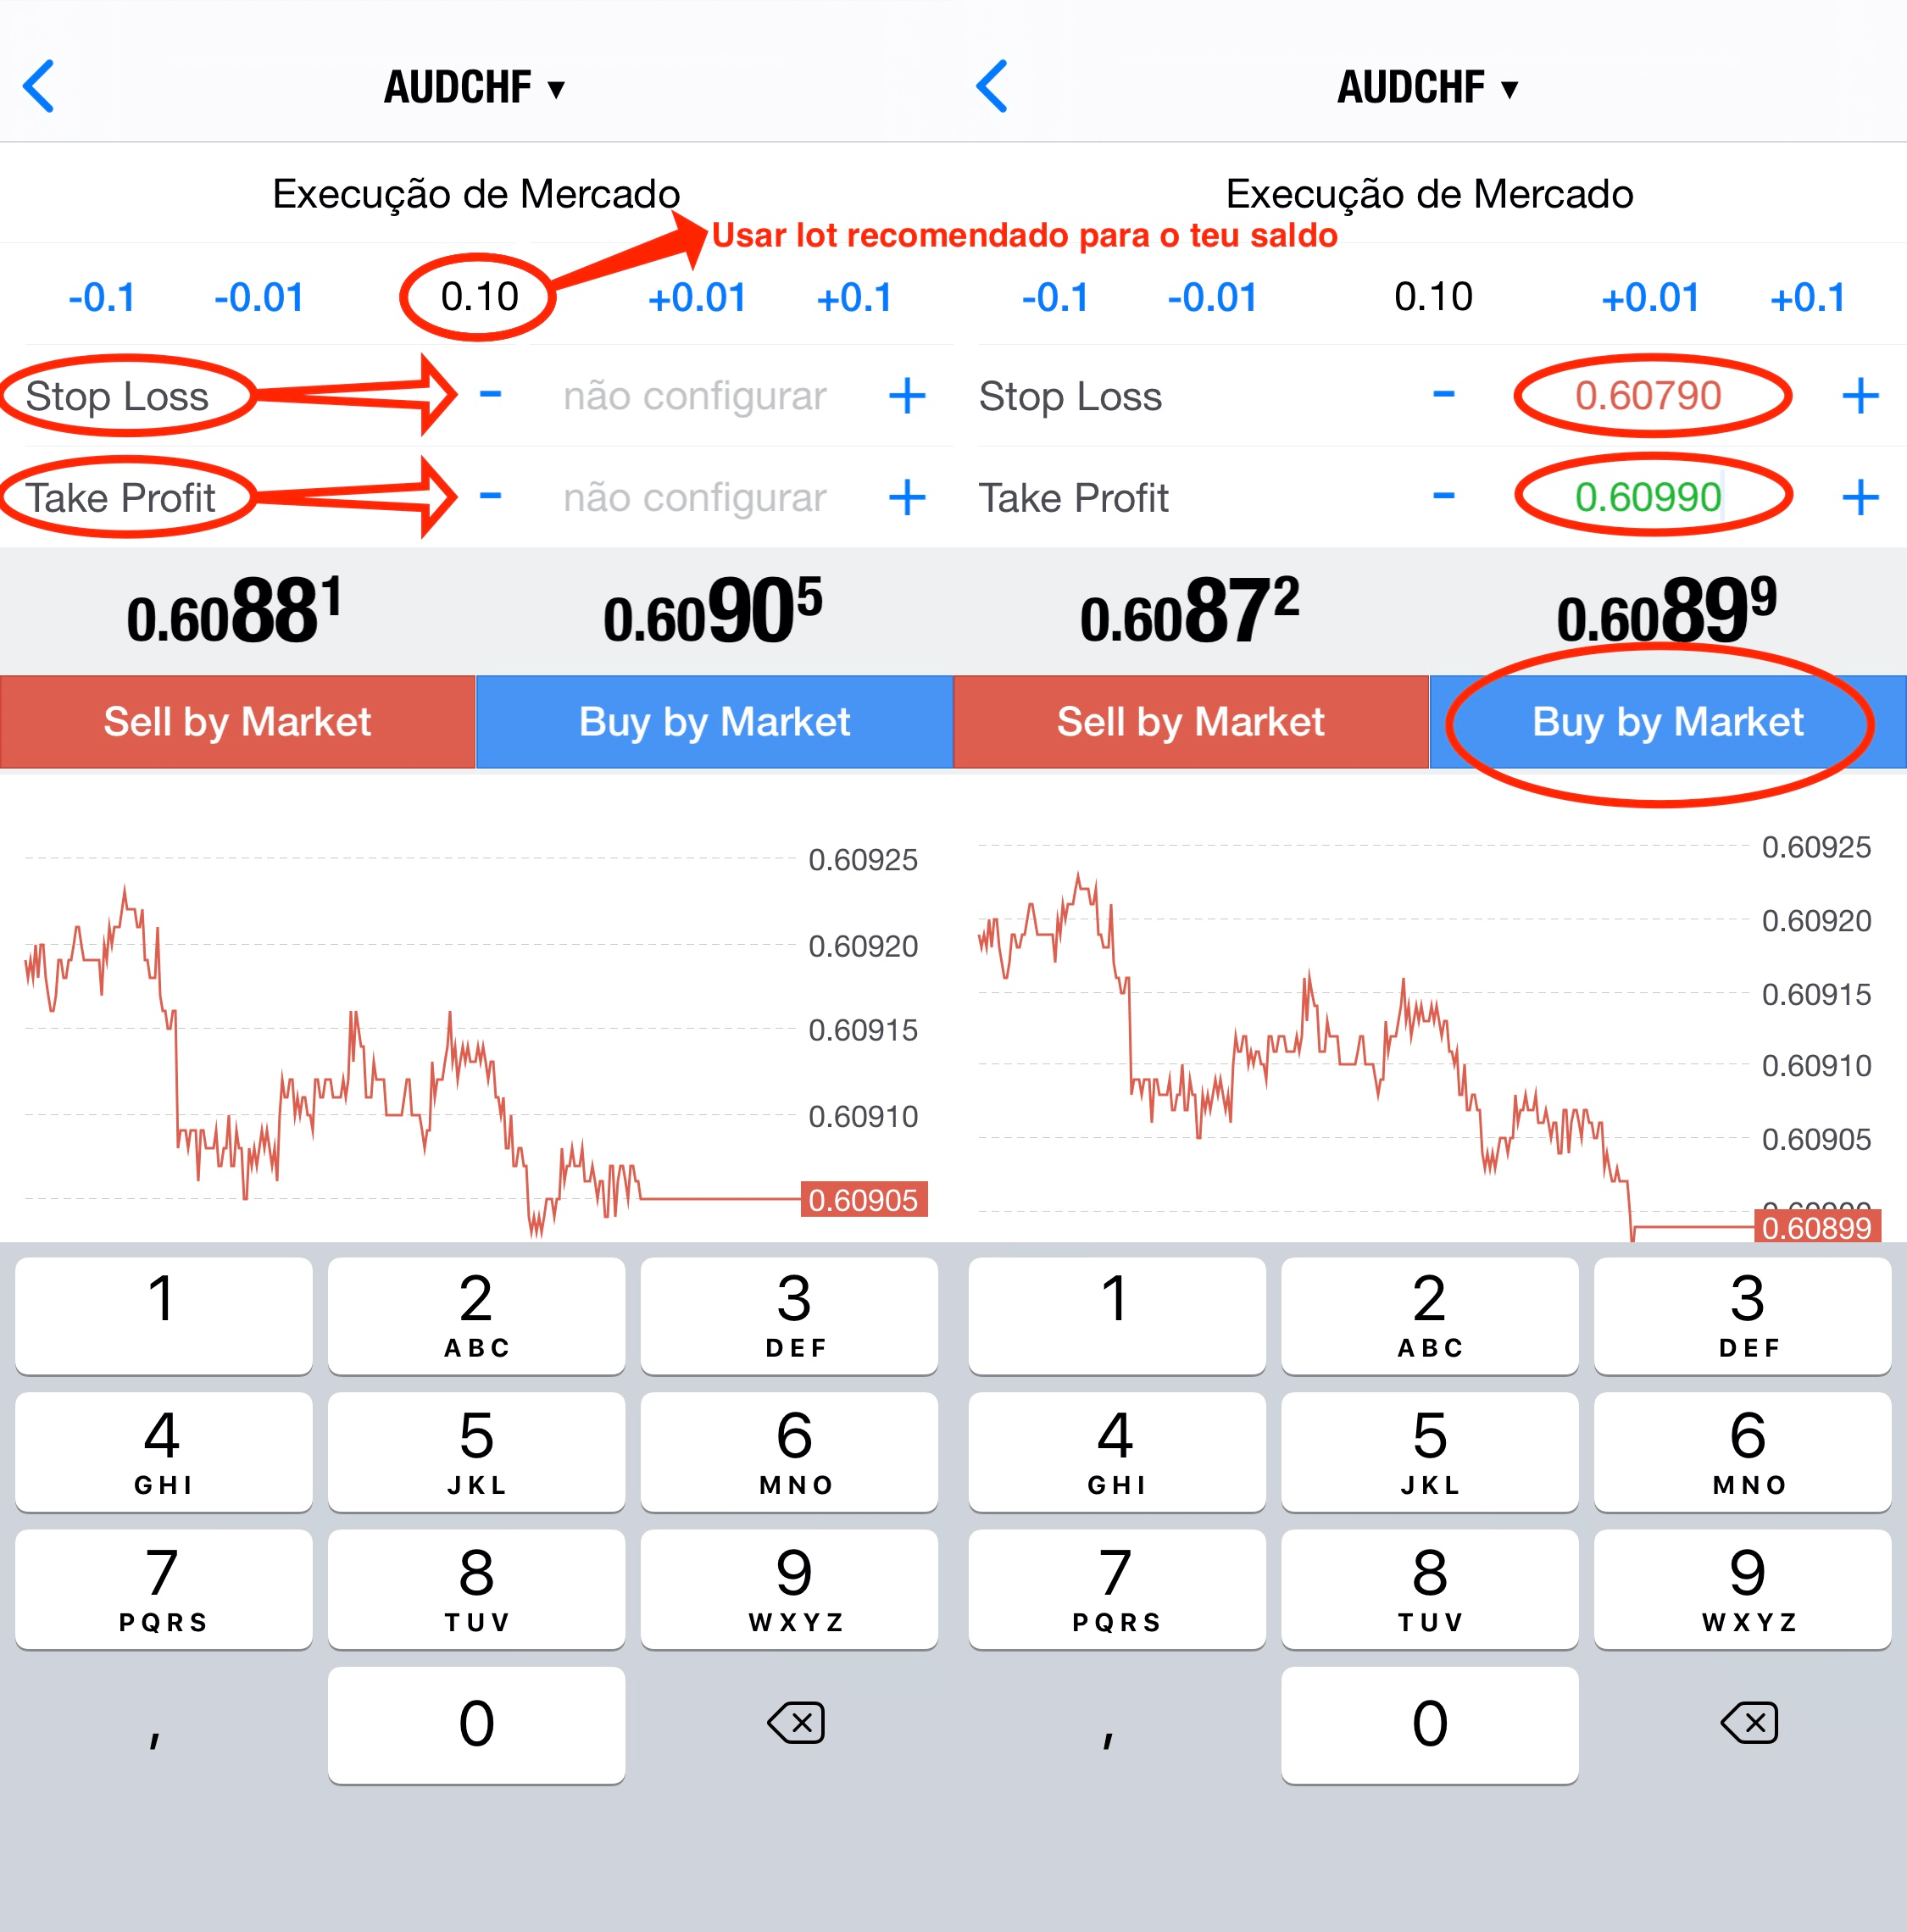 AUDCHF ▼
Execução de Mercado
Usar lot recomendado para o teu saldo
-0.1 -0.01 0.10 +0.01 +0.1
Stop Loss - não configurar +
Take Profit - não configurar +
0.60881 0.60905
Sell by Market Buy by Market
0.60925
0.60920
0.60915
0.60910
0.60905
1 2 ABC 3 DEF
4 GHI 5 JKL 6 MNO
7 PQRS 8 TUV 9 WXYZ
, 0
AUDCHF ▼
Execução de Mercado
-0.1 -0.01 0.10 +0.01 +0.1
Stop Loss - 0.60790 +
Take Profit - 0.60990 +
0.60872 0.60899
Sell by Market Buy by Market
0.60925
0.60920
0.60915
0.60910
0.60905
0.60899
1 2 ABC 3 DEF
4 GHI 5 JKL 6 MNO
7 PQRS 8 TUV 9 WXYZ
, 0